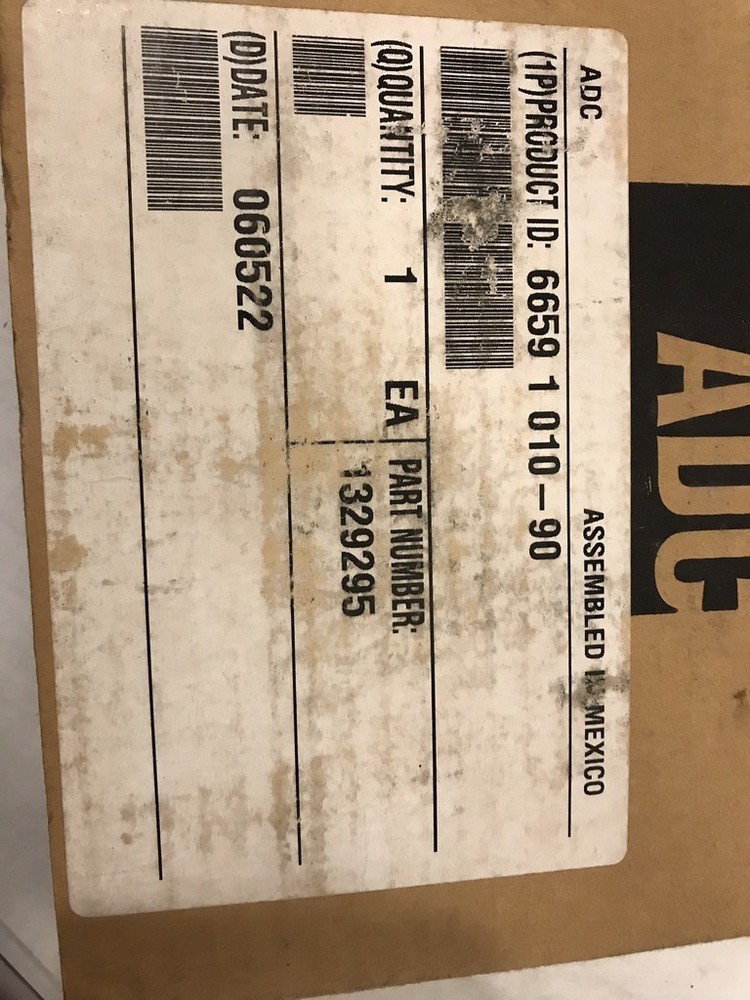 ADC
ADC ASSEMBLED IN MEXICO
(1P)PRODUCT ID: 6659 1 010-90
(Q)QUANTITY: 1 EA
PART NUMBER:
1329295
(D)DATE: 060522